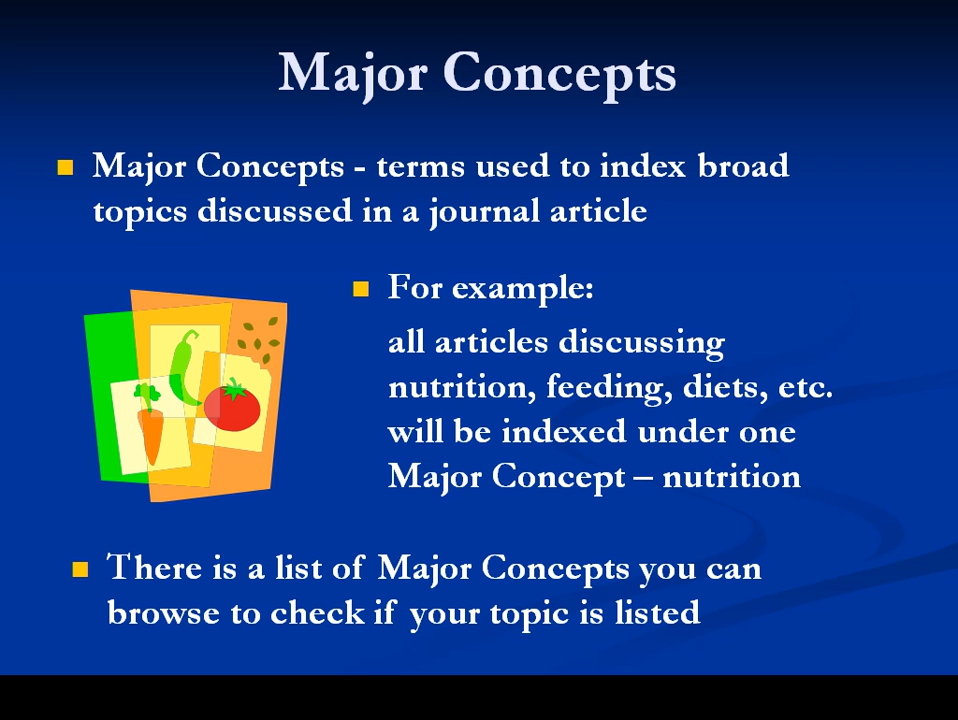 Major Concepts
Major Concepts - terms used to index broad
topics discussed in a journal article
For example:
all articles discussing
nutrition, feeding, diets, etc.
will be indexed under one
Major Concept – nutrition
There is a list of Major Concepts you can
browse to check if your topic is listed